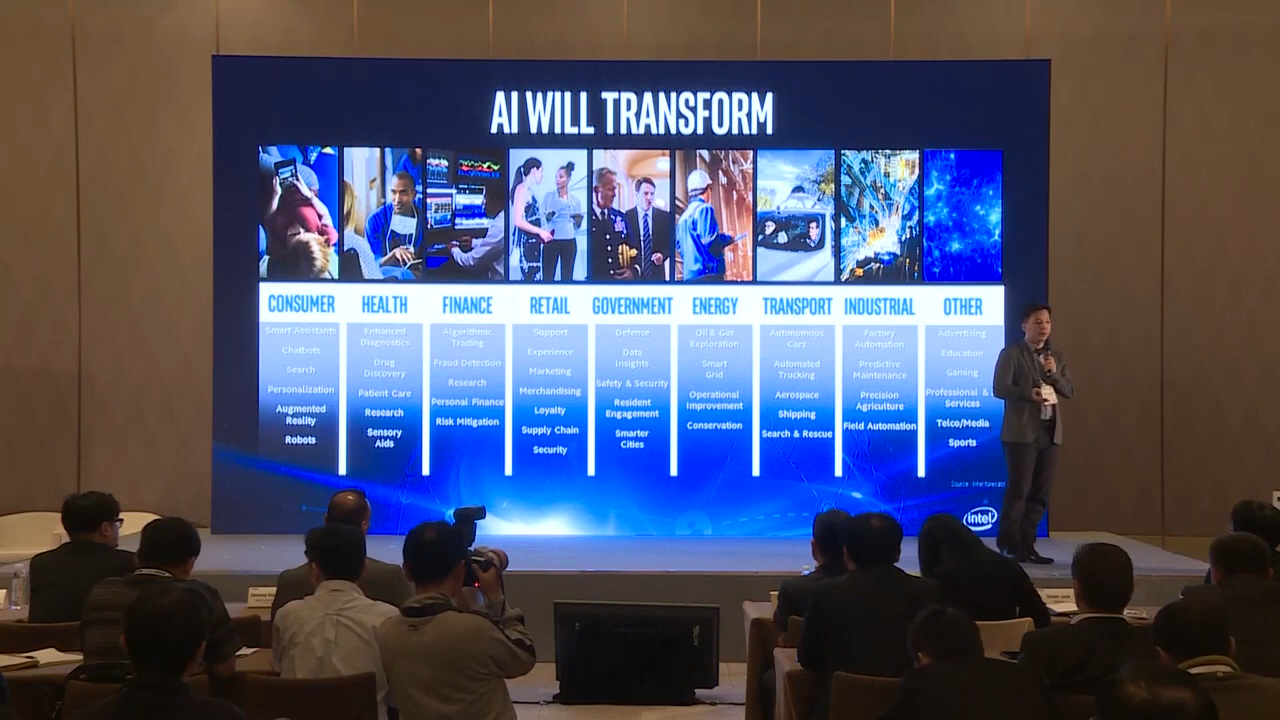 AI WILL TRANSFORM
CONSUMER
Smart Assistants
Chatbots
Search
Personalization
Augmented
Reality
Robots
HEALTH
Enhanced
Diagnostics
Drug
Discovery
Patient Care
Research
Sensory
Aids
FINANCE
Algorithmic
Trading
Fraud Detection
Research
Personal Finance
Risk Mitigation
RETAIL
Support
Experience
Marketing
Merchandising
Loyalty
Supply Chain
Security
GOVERNMENT
Defense
Data
Insights
Safety & Security
Resident
Engagement
Smarter
Cities
ENERGY
Oil & Gas
Exploration
Smart
Grid
Operational
Improvement
Conservation
TRANSPORT
Autonomous
Cars
Automated
Trucking
Aerospace
Shipping
Search & Rescue
INDUSTRIAL
Factory
Automation
Predictive
Maintenance
Precision
Agriculture
Field Automation
OTHER
Advertising
Education
Gaming
Professional &
Services
Telco/Media
Sports
Source: Intel forecast
intel